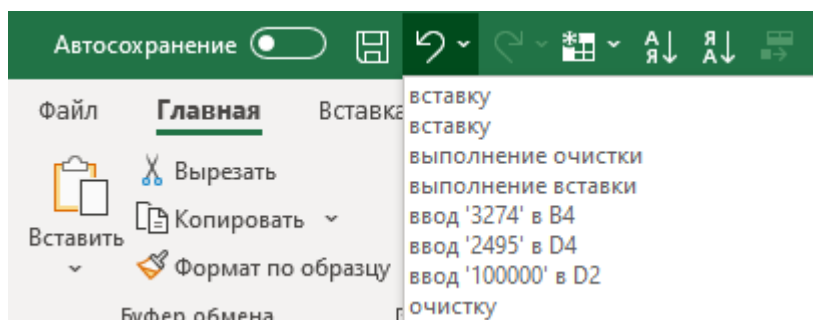 Автосохранение
А Я
Я А
Файл Главная Вставка
вставку
вставку
выполнение очистки
выполнение вставки
ввод '3274' в B4
ввод '2495' в D4
ввод '100000' в D2
очистку
Вставить
Вырезать
Копировать
Формат по образцу
Буфер обмена